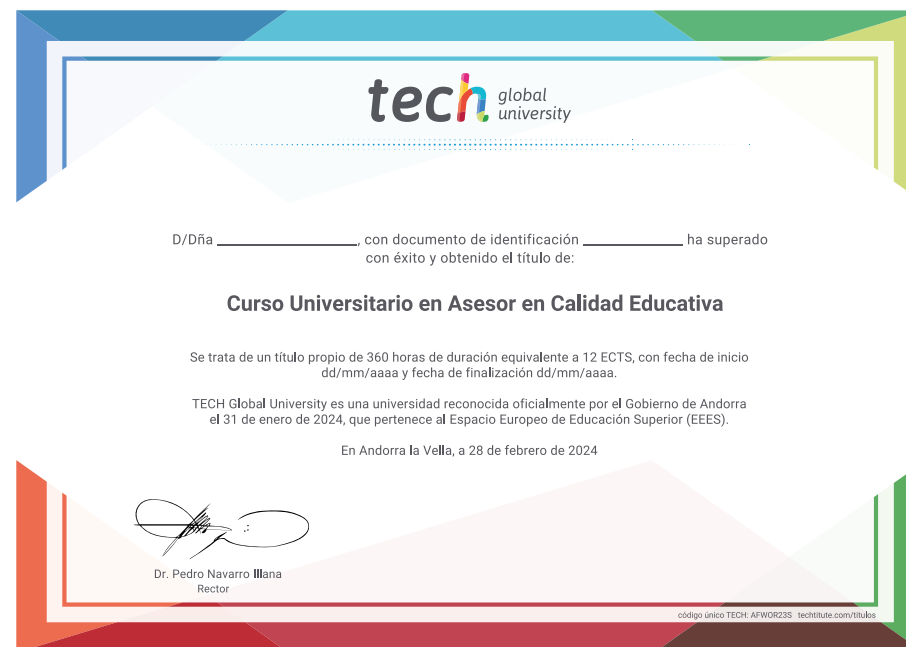 tech global university
D/Dña ____________, con documento de identificación ____________ ha superado
con éxito y obtenido el título de:
Curso Universitario en Asesor en Calidad Educativa
Se trata de un título propio de 360 horas de duración equivalente a 12 ECTS, con fecha de inicio
dd/mm/aaaa y fecha de finalización dd/mm/aaaa.
TECH Global University es una universidad reconocida oficialmente por el Gobierno de Andorra
el 31 de enero de 2024, que pertenece al Espacio Europeo de Educación Superior (EEES).
En Andorra la Vella, a 28 de febrero de 2024
Dr. Pedro Navarro Illana
Rector
código único TECH: AFWOR23S techtitute.com/titulos